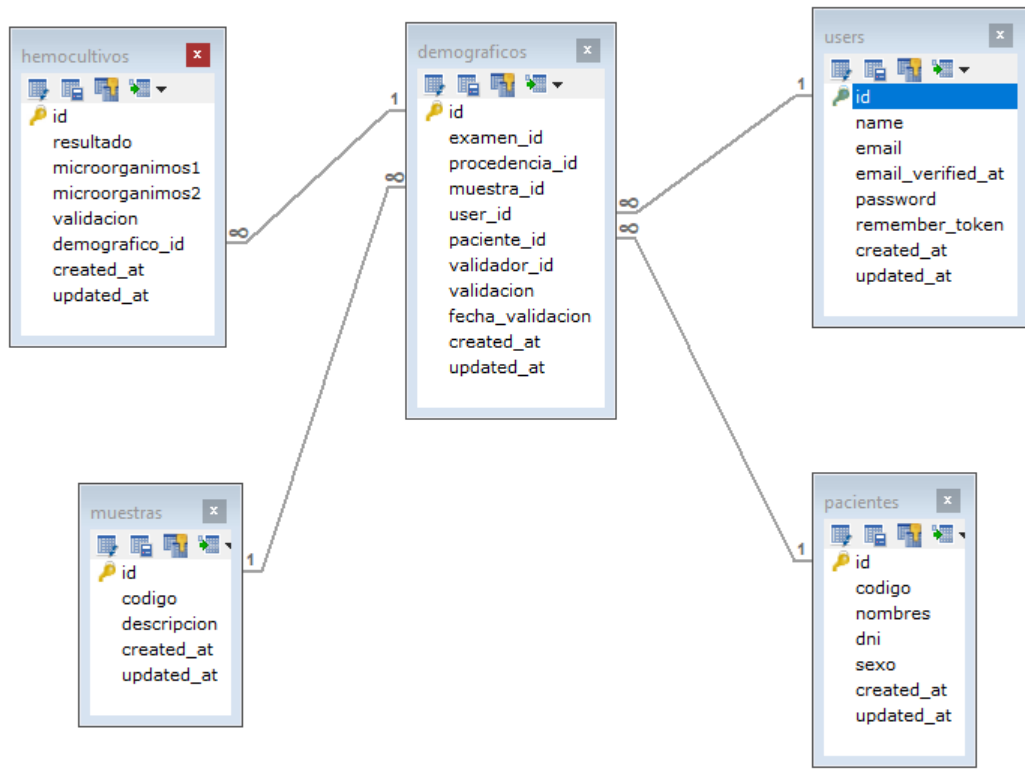 hemocultivos
id
resultado
microorganimos1
microorganimos2
validacion
demografico_id
created_at
updated_at
demograficos
id
examen_id
procedencia_id
muestra_id
user_id
paciente_id
validador_id
validacion
fecha_validacion
created_at
updated_at
users
id
name
email
email_verified_at
password
remember_token
created_at
updated_at
muestras
id
codigo
descripcion
created_at
updated_at
pacientes
id
codigo
nombres
dni
sexo
created_at
updated_at
1
∞
∞
1
1
∞
∞
1